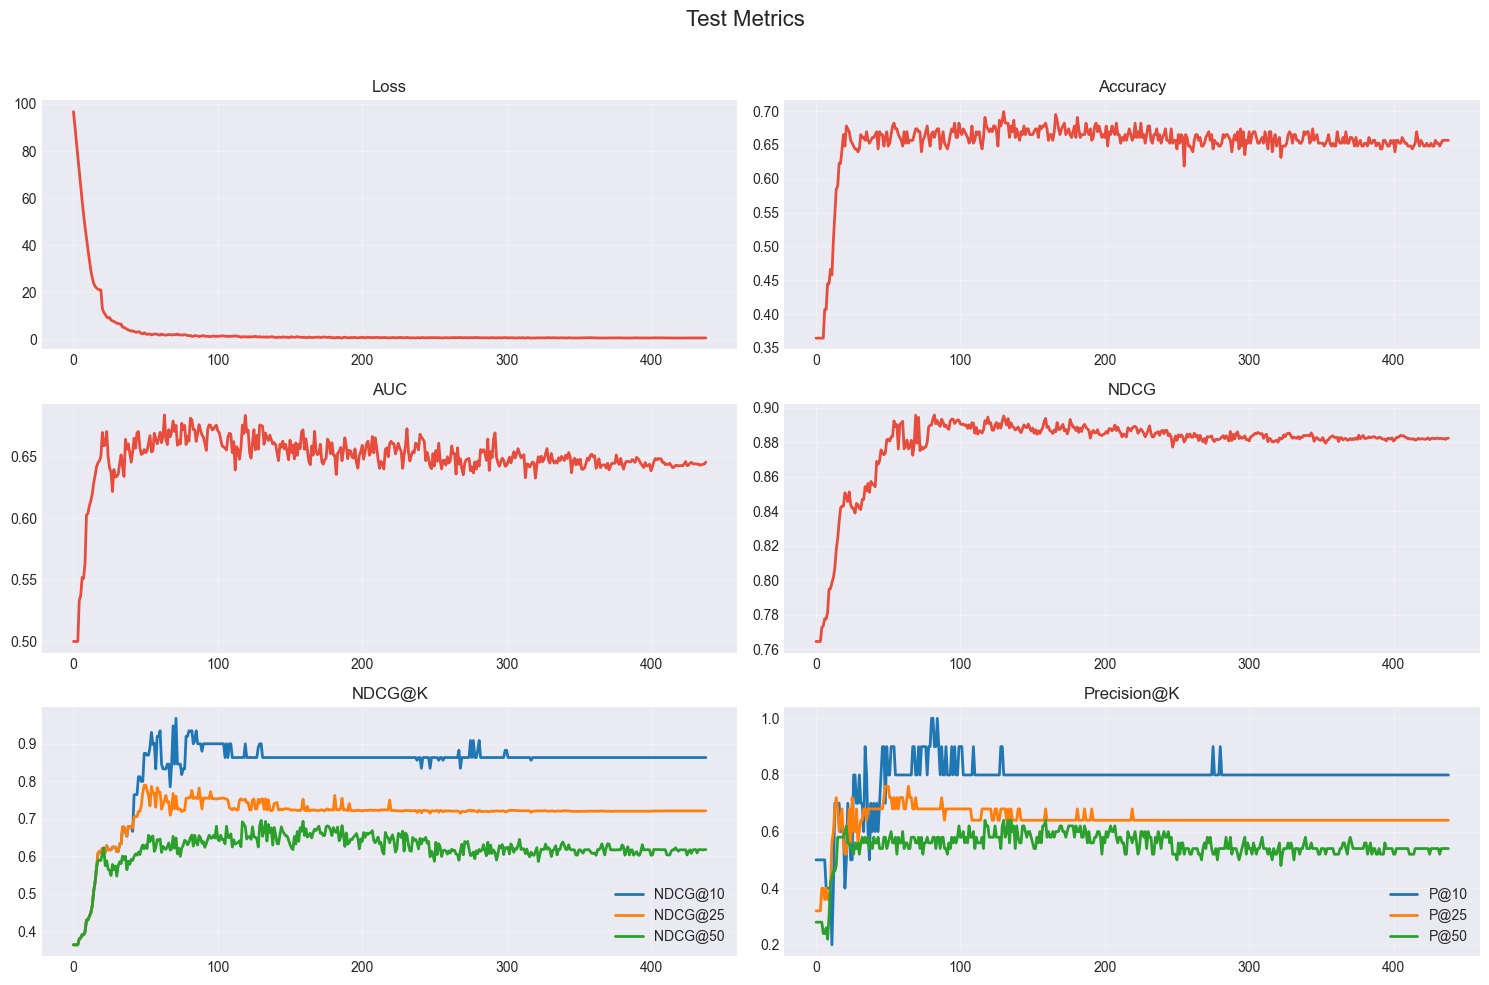 Test Metrics
Loss
100
80
60
40
20
0
0 100 200 300 400
Accuracy
0.70
0.65
0.60
0.55
0.50
0.45
0.40
0.35
0 100 200 300 400
AUC
0.65
0.60
0.55
0.50
0 100 200 300 400
NDCG
0.90
0.88
0.86
0.84
0.82
0.80
0.78
0.76
0 100 200 300 400
NDCG@K
0.9
0.8
0.7
0.6
0.5
0.4
NDCG@10
NDCG@25
NDCG@50
0 100 200 300 400
Precision@K
1.0
0.8
0.6
0.4
0.2
P@10
P@25
P@50
0 100 200 300 400